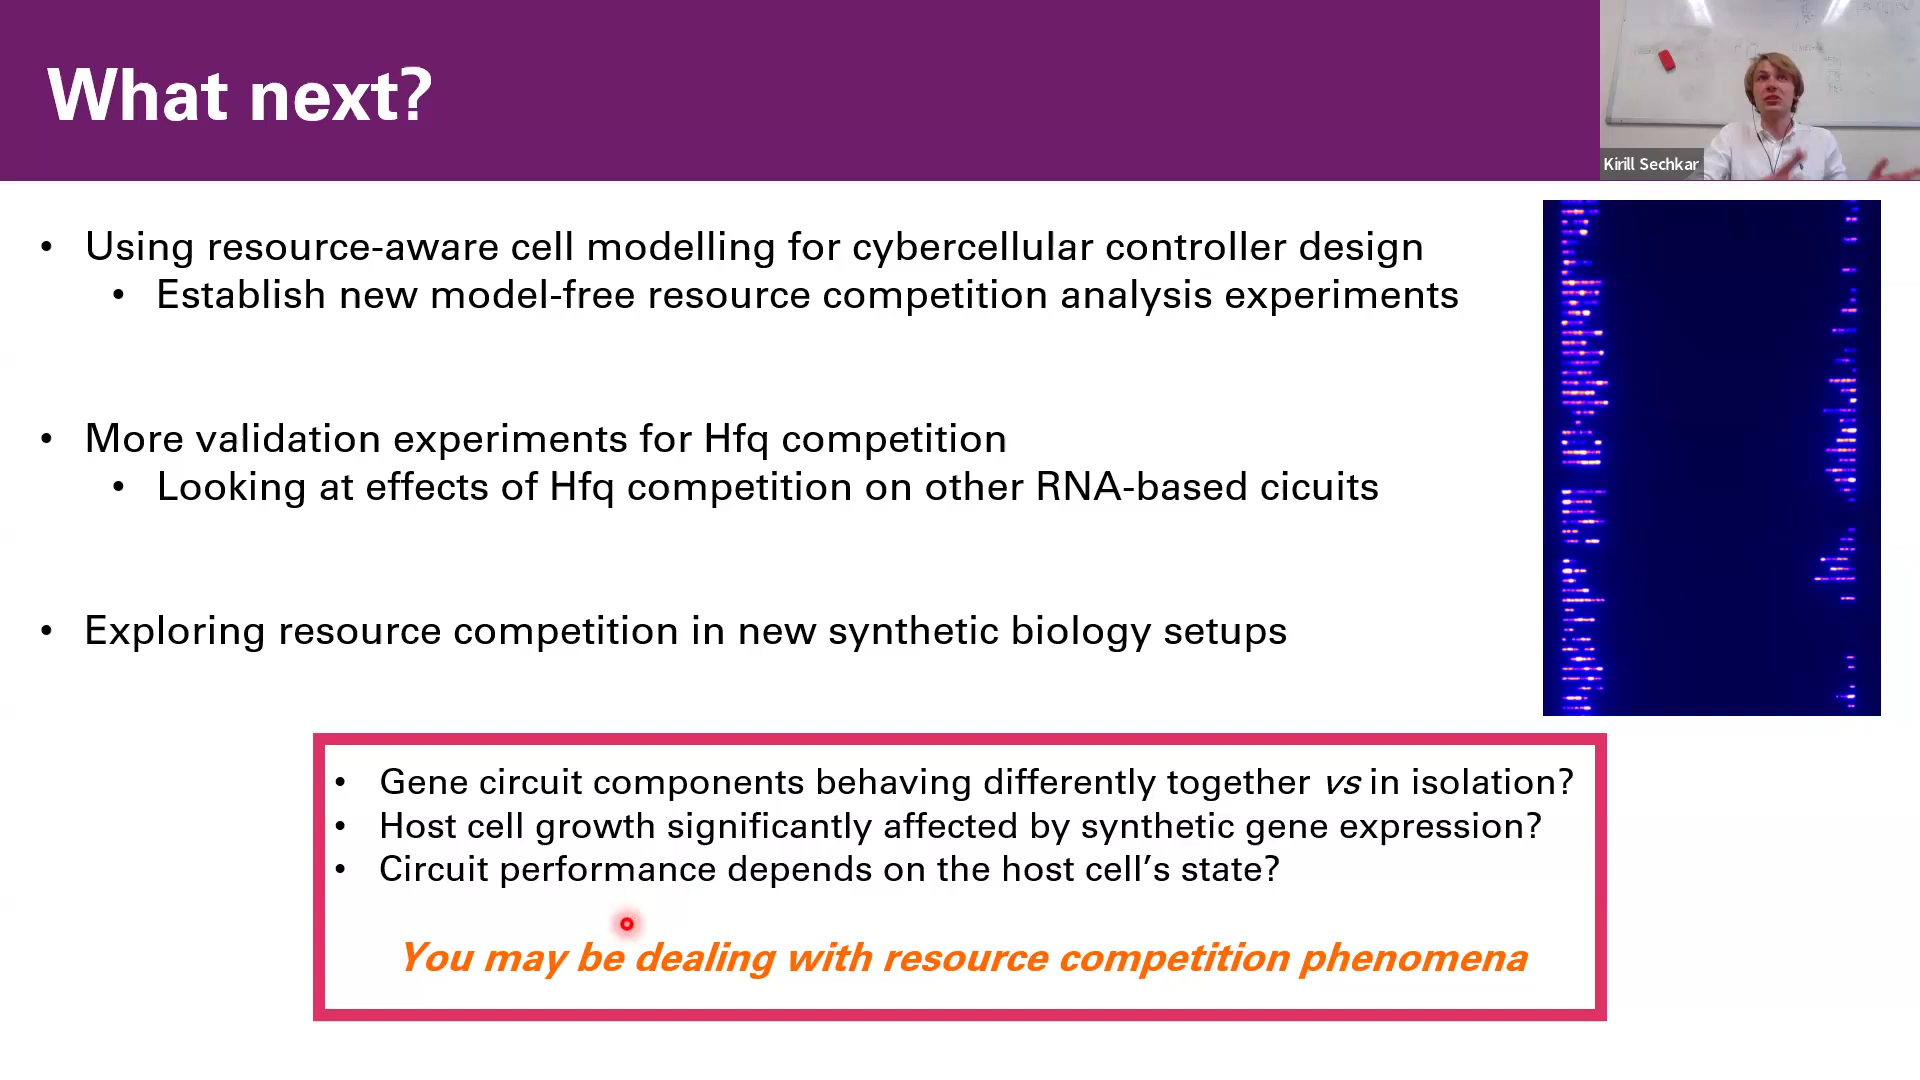 What next?
Kirill Sechkar
• Using resource-aware cell modelling for cybercellular controller design
• Establish new model-free resource competition analysis experiments
• More validation experiments for Hfq competition
• Looking at effects of Hfq competition on other RNA-based cicuits
• Exploring resource competition in new synthetic biology setups
• Gene circuit components behaving differently together vs in isolation?
• Host cell growth significantly affected by synthetic gene expression?
• Circuit performance depends on the host cell’s state?
You may be dealing with resource competition phenomena